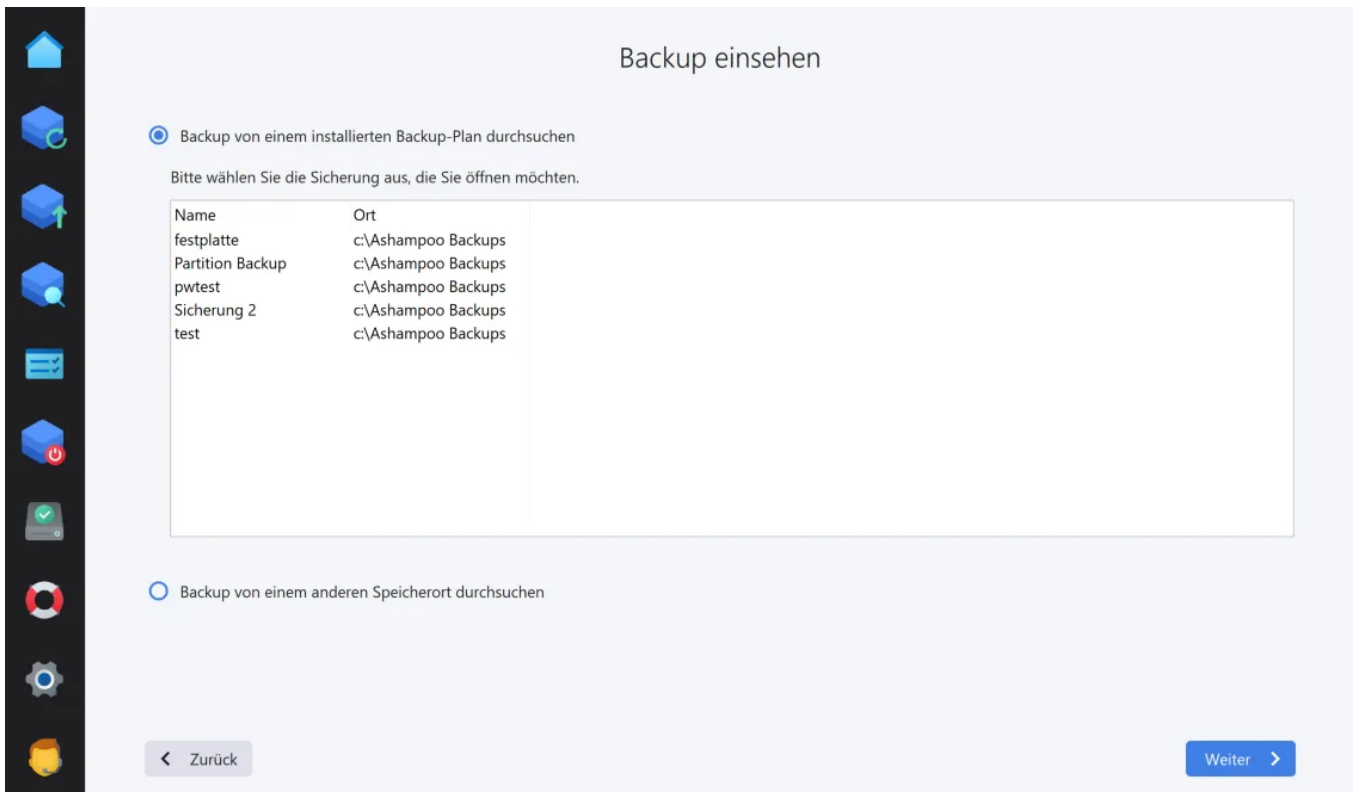 Backup einsehen
Backup von einem installierten Backup-Plan durchsuchen
Bitte wählen Sie die Sicherung aus, die Sie öffnen möchten.
Name Ort
festplatte c:\Ashampoo Backups
Partition Backup c:\Ashampoo Backups
pwtest c:\Ashampoo Backups
Sicherung 2 c:\Ashampoo Backups
test c:\Ashampoo Backups
Backup von einem anderen Speicherort durchsuchen
Zurück Weiter